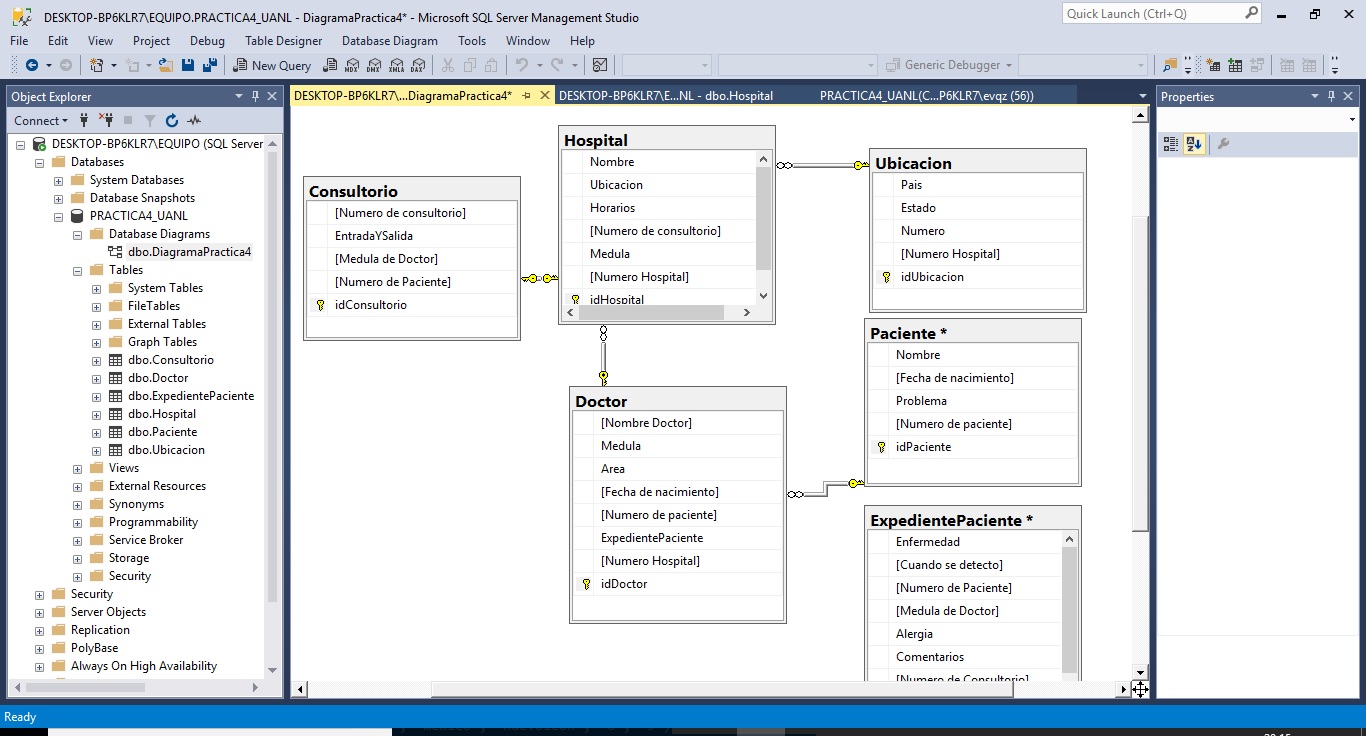 DESKTOP-BP6KLR7\EQUIPO.PRACTICA4_UANL - DiagramaPractica4* - Microsoft SQL Server Management Studio
Quick Launch (Ctrl+Q)
File Edit View Project Debug Table Designer Database Diagram Tools Window Help
New Query MDX DMX XMLA DAX Generic Debugger
Object Explorer
Connect
DESKTOP-BP6KLR7\EQUIPO (SQL Server
Databases
System Databases
Database Snapshots
PRACTICA4_UANL
Database Diagrams
dbo.DiagramaPractica4
Tables
System Tables
FileTables
External Tables
Graph Tables
dbo.Consultorio
dbo.Doctor
dbo.ExpedientePaciente
dbo.Hospital
dbo.Paciente
dbo.Ubicacion
Views
External Resources
Synonyms
Programmability
Service Broker
Storage
Security
Security
Server Objects
Replication
PolyBase
Always On High Availability
DESKTOP-BP6KLR7\...DiagramaPractica4*
DESKTOP-BP6KLR7\E...NL - dbo.Hospital
PRACTICA4_UANL(C...P6KLR7\evqz (56))
Consultorio
[Numero de consultorio]
EntradaYSalida
[Medula de Doctor]
[Numero de Paciente]
idConsultorio
Hospital
Nombre
Ubicacion
Horarios
[Numero de consultorio]
Medula
[Numero Hospital]
idHospital
Ubicacion
Pais
Estado
Numero
[Numero Hospital]
idUbicacion
Doctor
[Nombre Doctor]
Medula
Area
[Fecha de nacimiento]
[Numero de paciente]
ExpedientePaciente
[Numero Hospital]
idDoctor
Paciente *
Nombre
[Fecha de nacimiento]
Problema
[Numero de paciente]
idPaciente
ExpedientePaciente *
Enfermedad
[Cuando se detecto]
[Numero de Paciente]
[Medula de Doctor]
Alergia
Comentarios
[Numero de Consultorio]
Properties
Ready